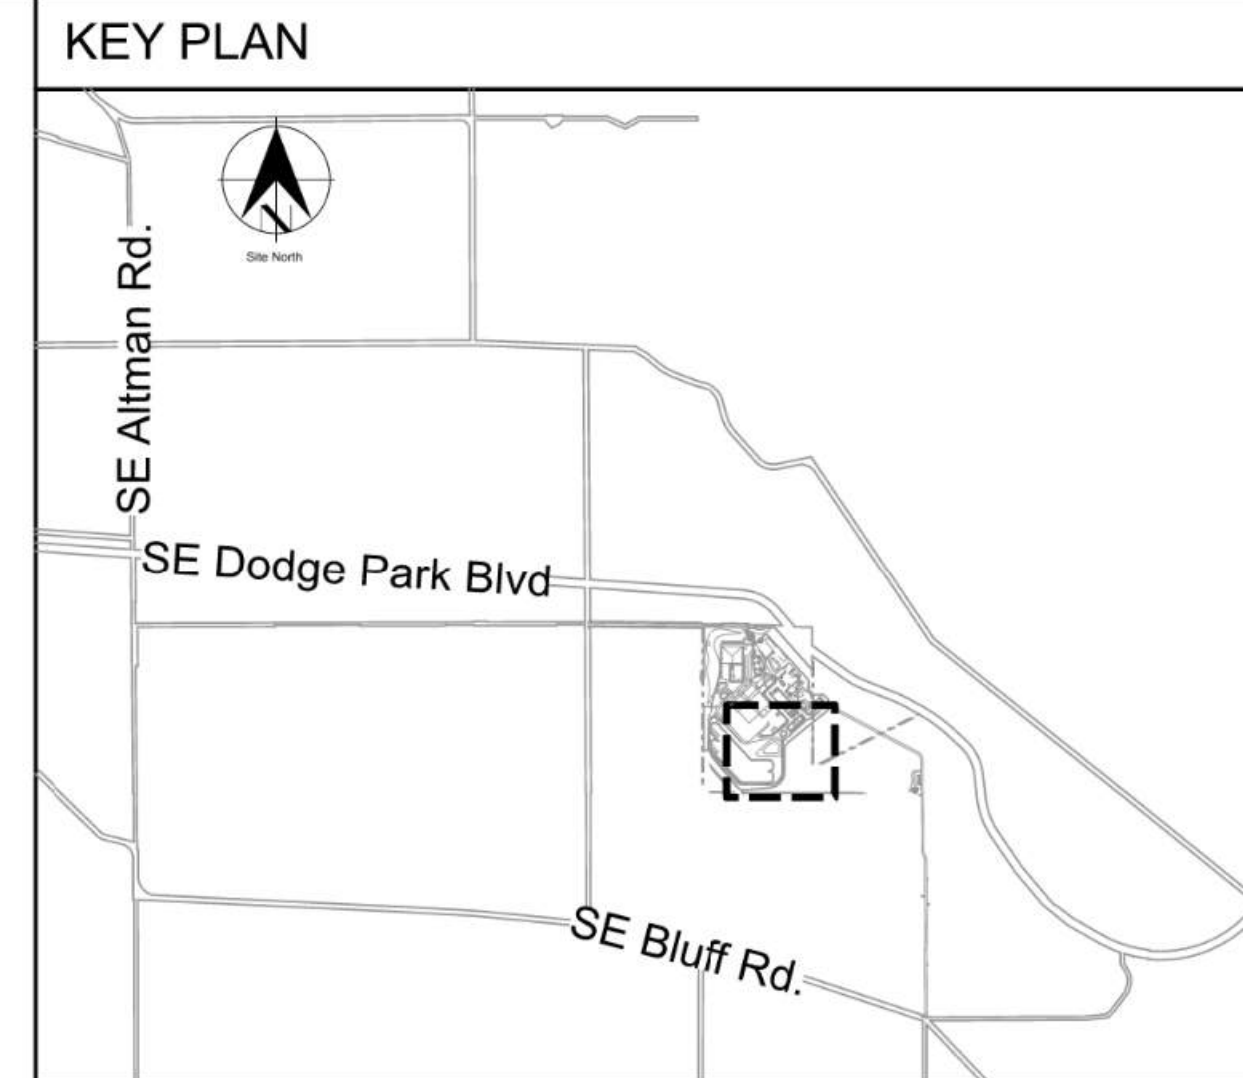 KEY PLAN
N
Site North
SE Altman Rd.
SE Dodge Park Blvd
SE Bluff Rd.